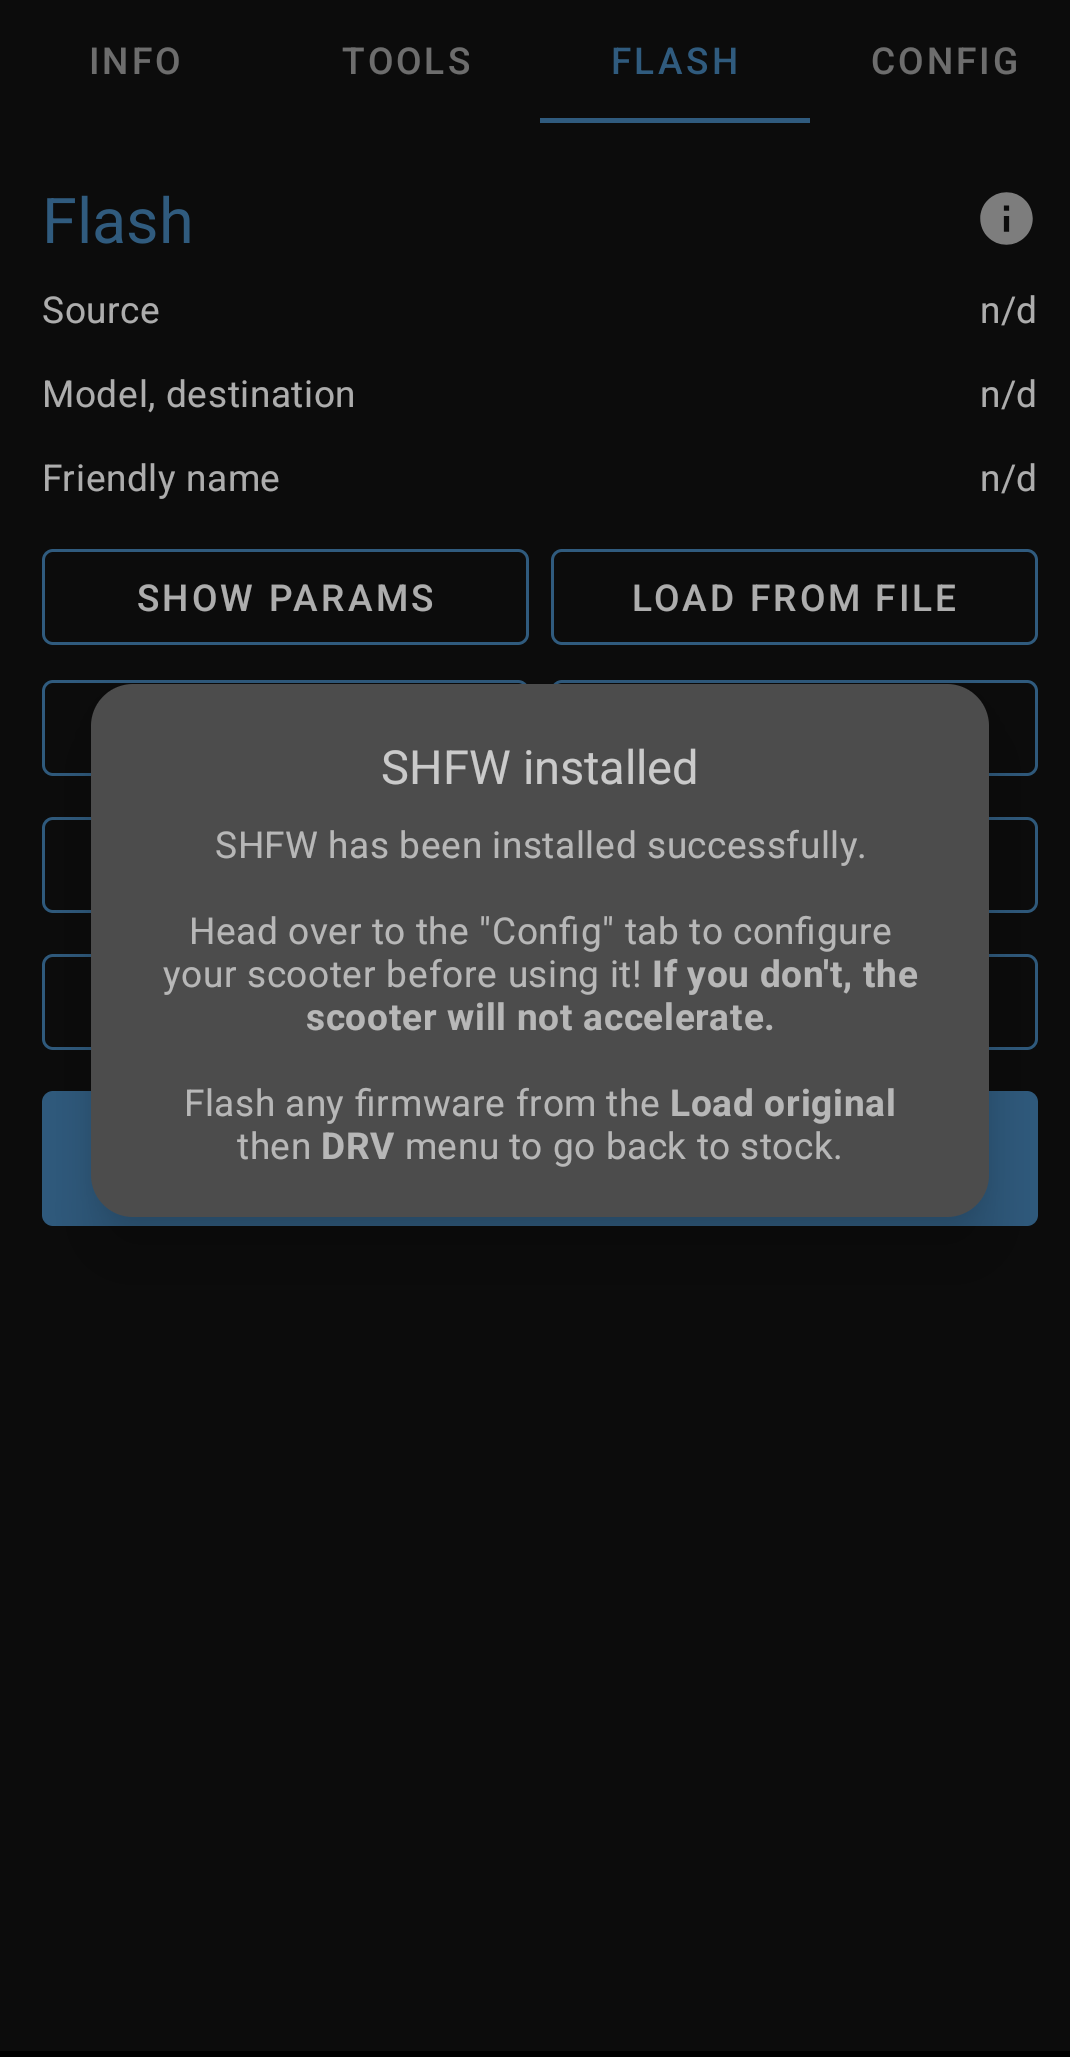 INFO TOOLS FLASH CONFIG
Flash
Source n/d
Model, destination n/d
Friendly name n/d
SHOW PARAMS LOAD FROM FILE
SHFW installed
SHFW has been installed successfully.
Head over to the "Config" tab to configure
your scooter before using it! If you don't, the
scooter will not accelerate.
Flash any firmware from the Load original
then DRV menu to go back to stock.